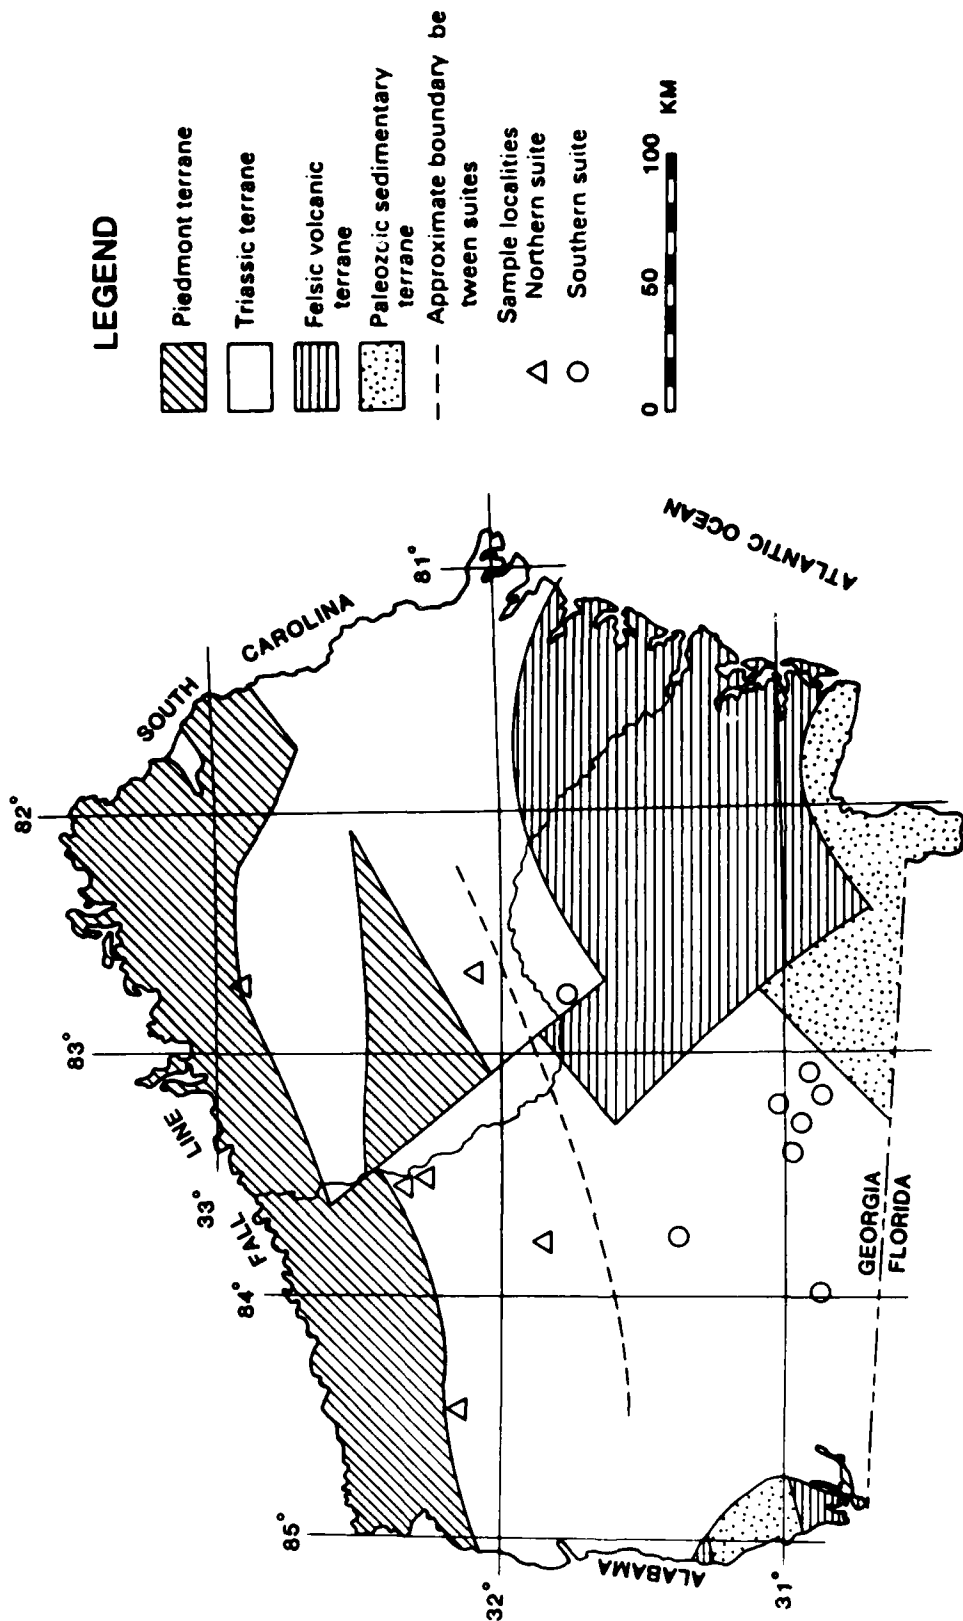 LEGEND
Piedmont terrane
Triassic terrane
Felsic volcanic
terrane
Paleozoic sedimentary
terrane
Approximate boundary be
tween suites
Sample localities
Northern suite
Southern suite
0 50 100 KM
SOUTH
CAROLINA
ATLANTIC OCEAN
FALL LINE
GEORGIA
FLORIDA
ALABAMA
81°
82°
83°
84°
85°
33°
32°
31°